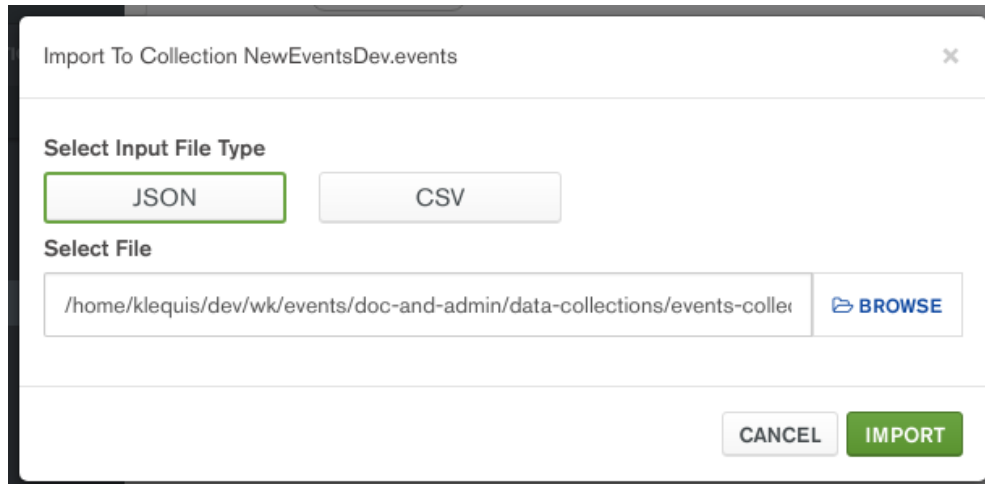 Import To Collection NewEventsDev.events
×
Select Input File Type
JSON CSV
Select File
/home/klequis/dev/wk/events/doc-and-admin/data-collections/events-collec BROWSE
CANCEL IMPORT